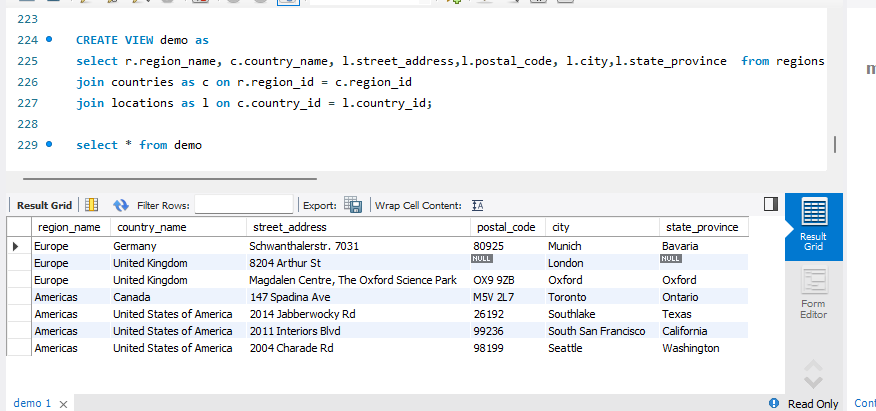 223
224 CREATE VIEW demo as
225 select r.region_name, c.country_name, l.street_address,l.postal_code, l.city,l.state_province from regions
226 join countries as c on r.region_id = c.region_id
227 join locations as l on c.country_id = l.country_id;
228
229 select * from demo
Result Grid Filter Rows: Export: Wrap Cell Content: IA
region_name country_name street_address postal_code city state_province
Europe Germany Schwanthalerstr. 7031 80925 Munich Bavaria
Europe United Kingdom 8204 Arthur St NULL London NULL
Europe United Kingdom Magdalen Centre, The Oxford Science Park OX9 9ZB Oxford Oxford
Americas Canada 147 Spadina Ave M5V 2L7 Toronto Ontario
Americas United States of America 2014 Jabberwocky Rd 26192 Southlake Texas
Americas United States of America 2011 Interiors Blvd 99236 South San Francisco California
Americas United States of America 2004 Charade Rd 98199 Seattle Washington
Result
Grid
Form
Editor
demo 1
Read Only
Cont